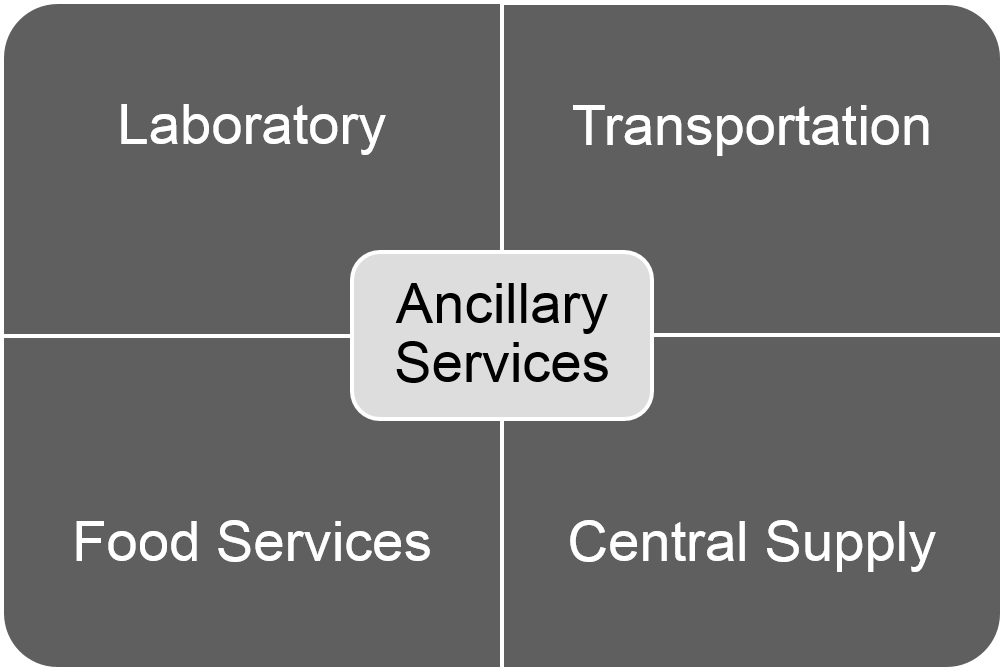 Laboratory
Transportation
Ancillary
Services
Food Services
Central Supply